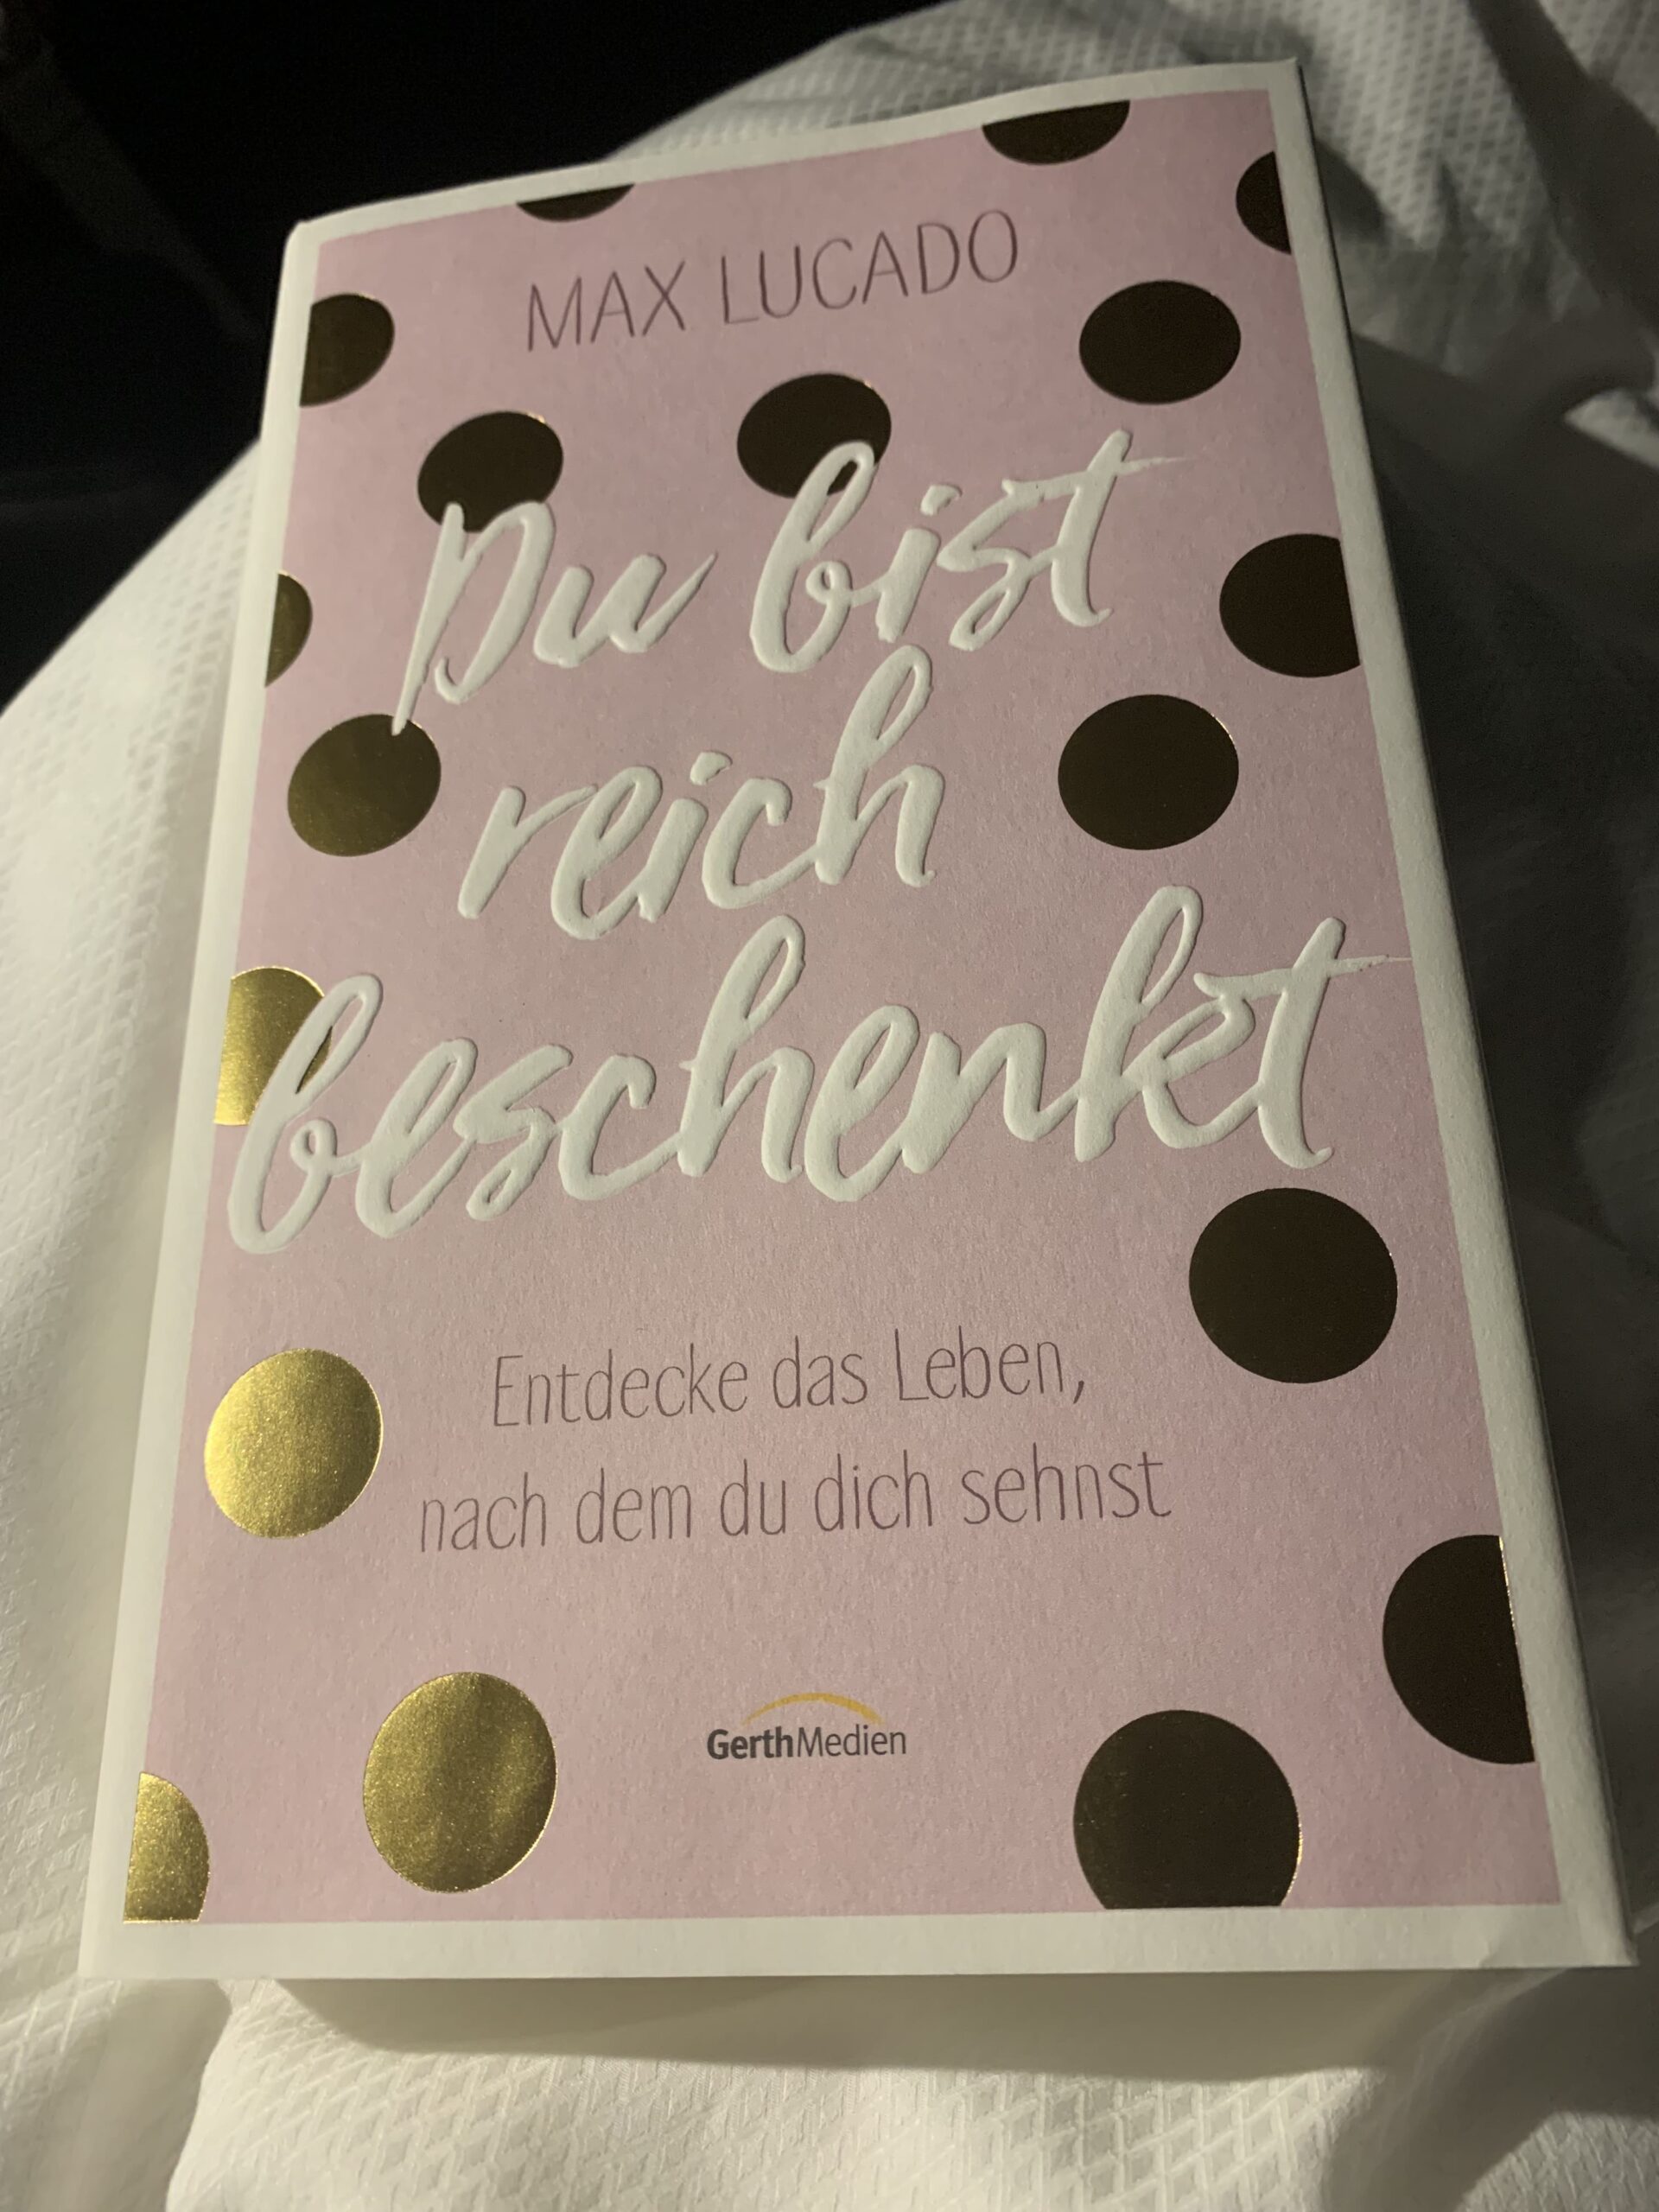 MAX LUCADO
Du bist
reich
beschenkt
Entdecke das Leben,
nach dem du dich sehnst
GerthMedien